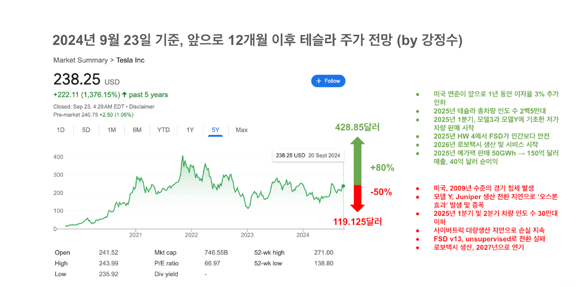 2024년 9월 23일 기준, 앞으로 12개월 이후 테슬라 주가 전망 (by 강정수)
Market Summary > Tesla Inc
238.25 USD
+ Follow
+222.11 (1,376.15%) ↑ past 5 years
Closed: Sep 23, 4:29 AM EDT • Disclaimer
Pre-market 240.75 +2.50 (1.05%)
1D 5D 1M 6M YTD 1Y 5Y Max
428.85달러
238.25 USD 20 Sept 2024
400
300
200
100
0
2021 2022 2023 2024
+80%
-50%
119.125달러
Open 241.52 Mkt cap 746.55B 52-wk high 271.00
High 243.99 P/E ratio 66.97 52-wk low 138.80
Low 235.92 Div yield -
• 미국 연준이 앞으로 1년 동안 이자율 3% 추가
인하
• 2025년 테슬라 총차량 인도 수 2백5만대
• 2025년 1분기, 모델3과 모델Y에 기초한 저가
차량 판매 시작
• 2025년 HW 4에서 FSD가 인간보다 안전
• 2026년 로보택시 생산 및 서비스 시작
• 2025년 메가팩 판매 50GWh → 150억 달러
매출, 40억 달러 순이익
• 미국, 2009년 수준의 경기 침체 발생
• 모델 Y, Juniper 생산 전환 지연으로 '오스본
효과' 발생 및 증폭
• 2025년 1분기 및 2분기 차량 인도 수 30만대
이하
• 사이버트럭 대량생산 지연으로 손실 지속
• FSD v13, unsupervised로 전환 실패
• 로보택시 생산, 2027년으로 연기